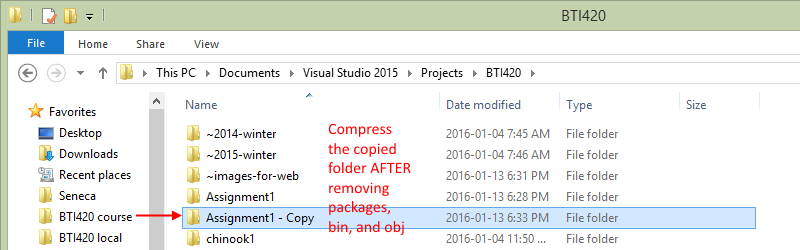 BTI420
File Home Share View
This PC Documents Visual Studio 2015 Projects BTI420
Favorites
Desktop
Downloads
Recent places
Seneca
BTI420 course
BTI420 local
Name Date modified Type Size
~2014-winter 2016-01-04 7:45 AM File folder
~2015-winter 2016-01-04 7:46 AM File folder
~images-for-web 2016-01-13 6:31 PM File folder
Assignment1 2016-01-13 6:28 PM File folder
Assignment1 - Copy 2016-01-13 6:33 PM File folder
chinook1 2016-01-04 11:50 ... File folder
Compress
the copied
folder AFTER
removing
packages,
bin, and obj